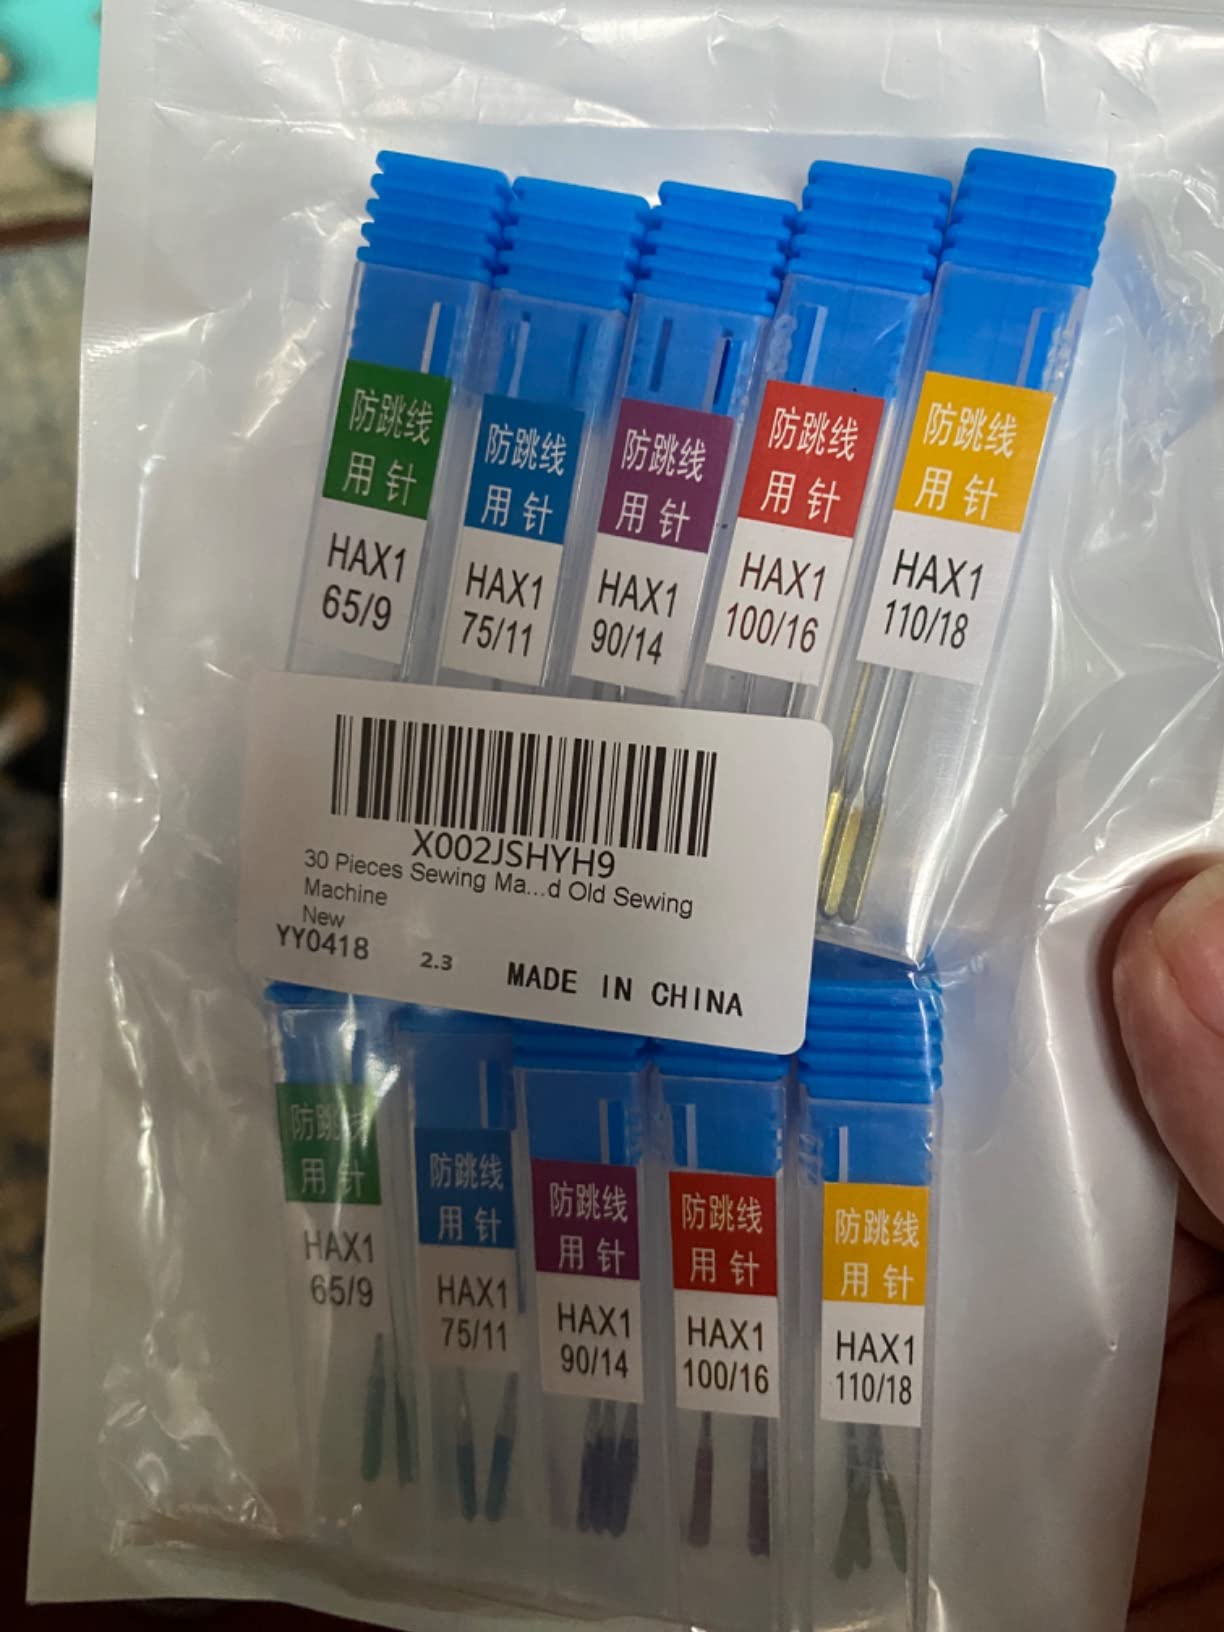 防跳线
用针
HAX1
65/9
防跳线
用针
HAX1
75/11
防跳线
用针
HAX1
90/14
防跳线
用针
HAX1
100/16
防跳线
用针
HAX1
110/18
X002JSHYH9
30 Pieces Sewing Ma...d Old Sewing
Machine
New
YY0418 2.3 MADE IN CHINA
防跳线
用针
HAX1
65/9
防跳线
用针
HAX1
75/11
防跳线
用针
HAX1
90/14
防跳线
用针
HAX1
100/16
防跳线
用针
HAX1
110/18